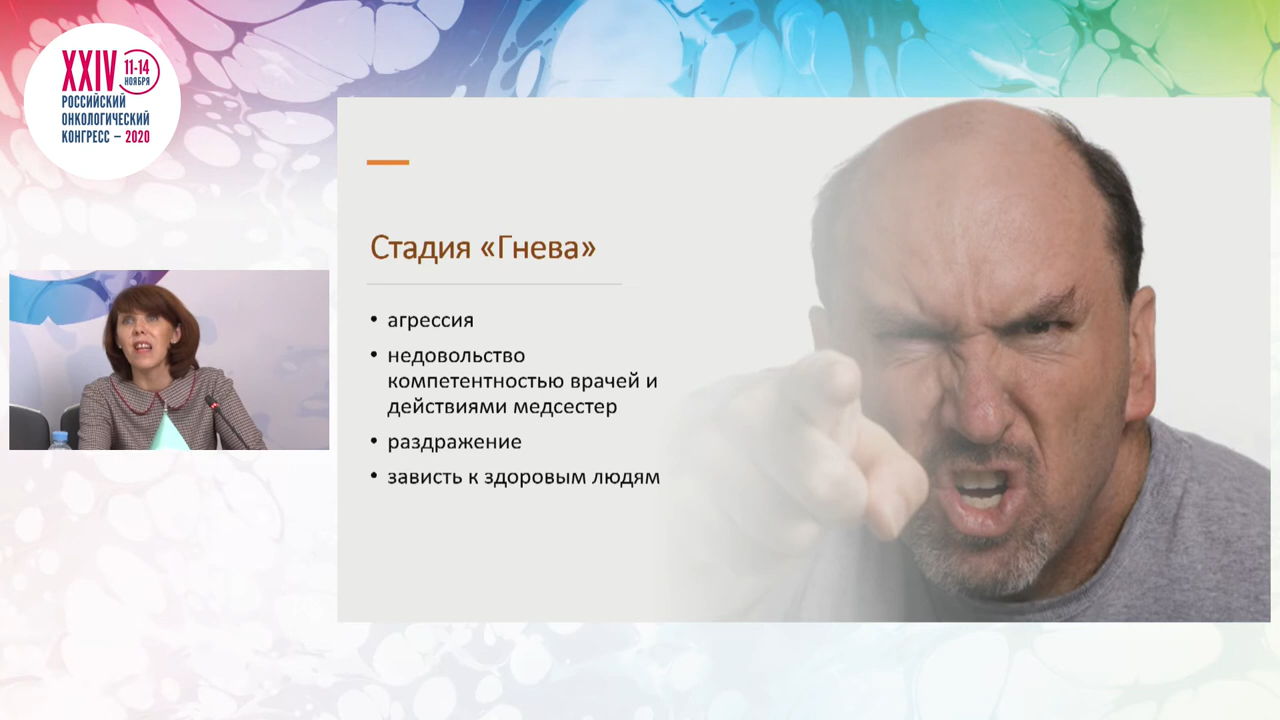 XXIV
11-14
НОЯБРЯ
РОССИЙСКИЙ
ОНКОЛОГИЧЕСКИЙ
КОНГРЕСС – 2020
Стадия «Гнева»
• агрессия
• недовольство
компетентностью врачей и
действиями медсестер
• раздражение
• зависть к здоровым людям